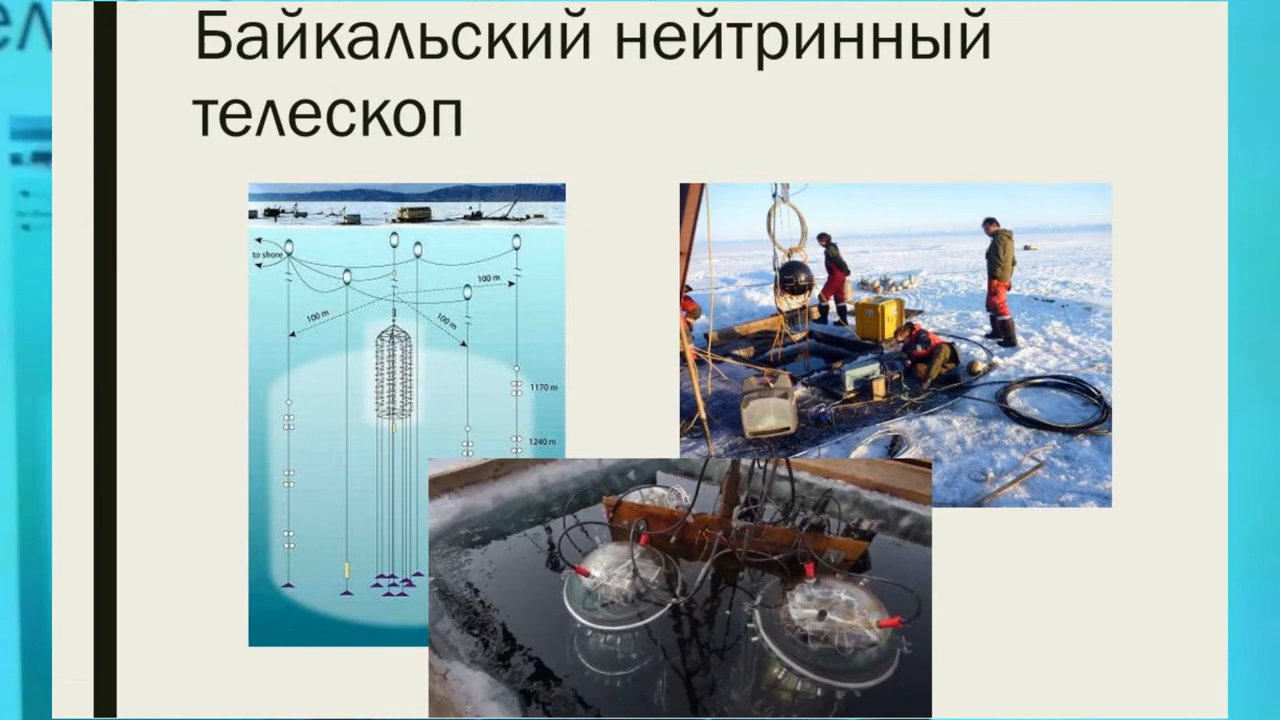 Байкальский нейтринный
телескоп
to shore
100 m
100 m
100 m
1170 m
1240 m